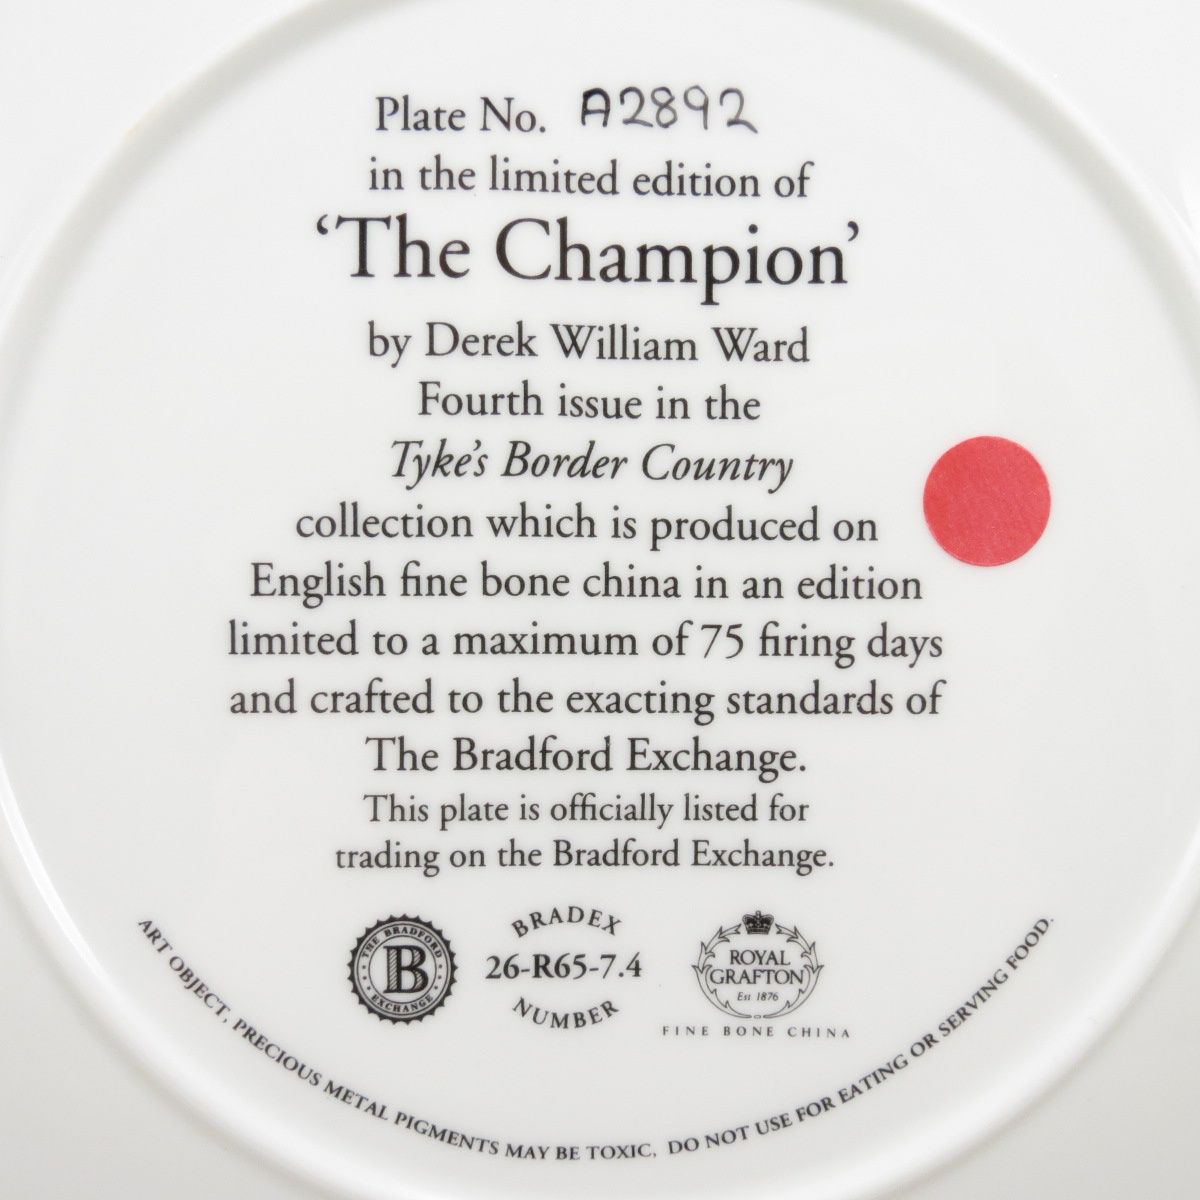 Plate No. A2892
in the limited edition of
‘The Champion’
by Derek William Ward
Fourth issue in the
Tyke's Border Country
collection which is produced on
English fine bone china in an edition
limited to a maximum of 75 firing days
and crafted to the exacting standards of
The Bradford Exchange.
This plate is officially listed for
trading on the Bradford Exchange.
THE BRADFORD
B
EXCHANGE
BRADEX
26-R65-7.4
NUMBER
ROYAL
GRAFTON
Est 1876
FINE BONE CHINA
ART OBJECT, PRECIOUS METAL PIGMENTS MAY BE TOXIC. DO NOT USE FOR EATING OR SERVING FOOD.